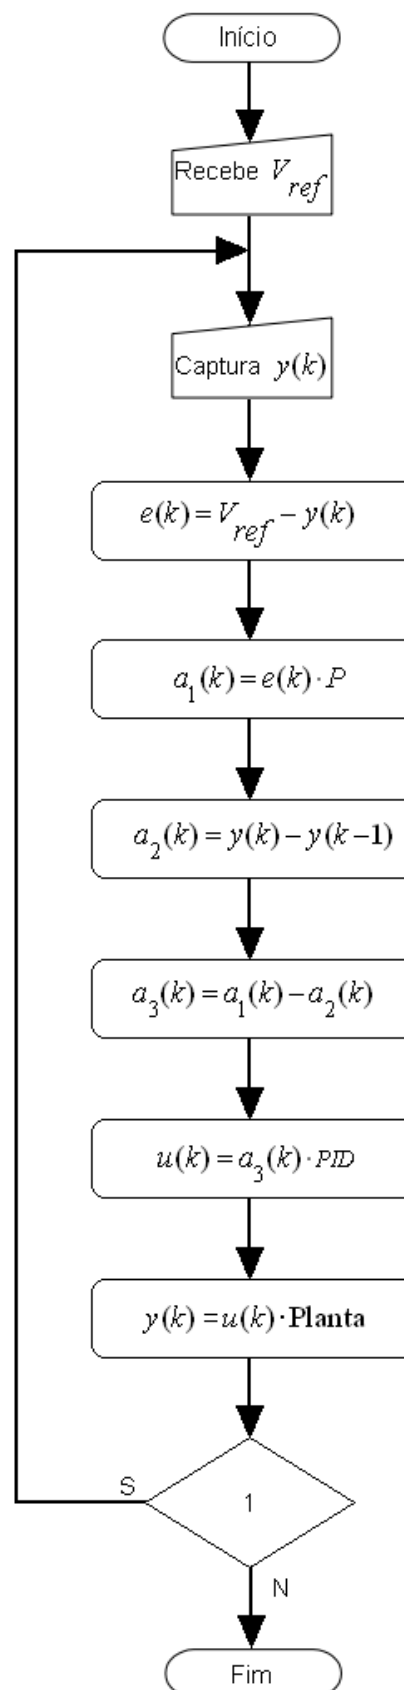 Início
Recebe V_ref
Captura y(k)
e(k) = V_ref − y(k)
a_1(k) = e(k) · P
a_2(k) = y(k) − y(k−1)
a_3(k) = a_1(k) − a_2(k)
u(k) = a_3(k) · PID
y(k) = u(k) · Planta
S
1
N
Fim